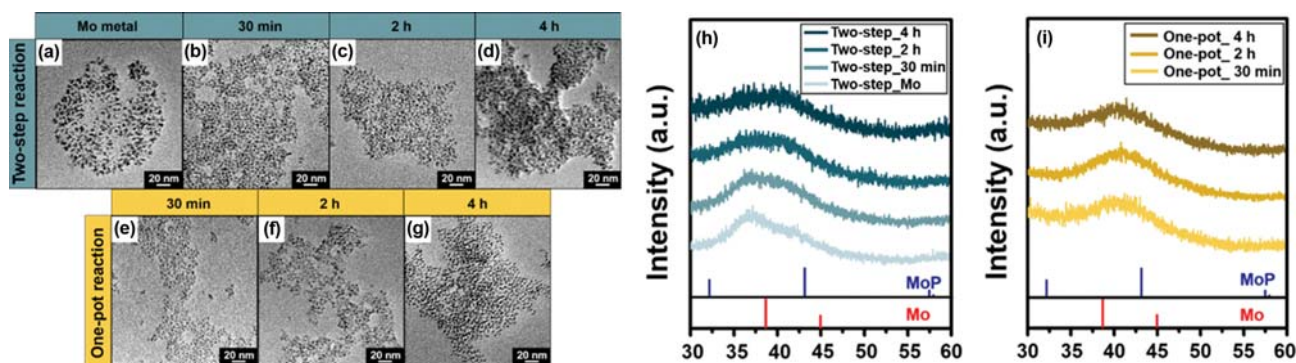 Mo metal 30 min 2 h 4 h
Two-step reaction
(a) (b) (c) (d)
20 nm 20 nm 20 nm 20 nm
30 min 2 h 4 h
One-pot reaction
(e) (f) (g)
20 nm 20 nm 20 nm
(h)
Two-step_4 h
Two-step_2 h
Two-step_30 min
Two-step_Mo
Intensity (a.u.)
MoP
Mo
30 35 40 45 50 55 60
(i)
One-pot_ 4 h
One-pot_ 2 h
One-pot_ 30 min
Intensity (a.u.)
MoP
Mo
30 35 40 45 50 55 60